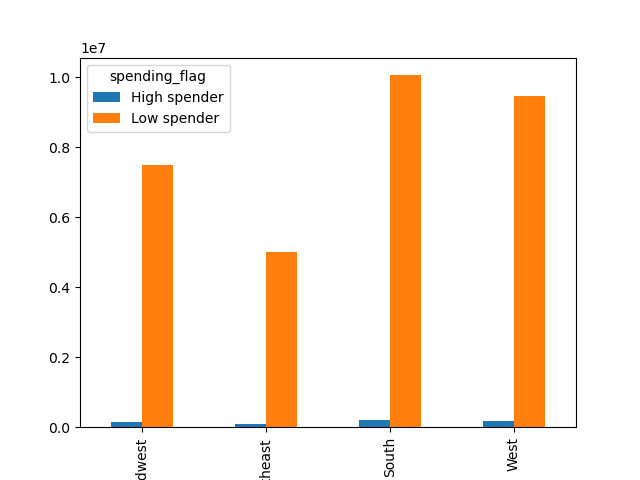 1e7
1.0
0.8
0.6
0.4
0.2
0.0
spending_flag
High spender
Low spender
dwest
theast
South
West